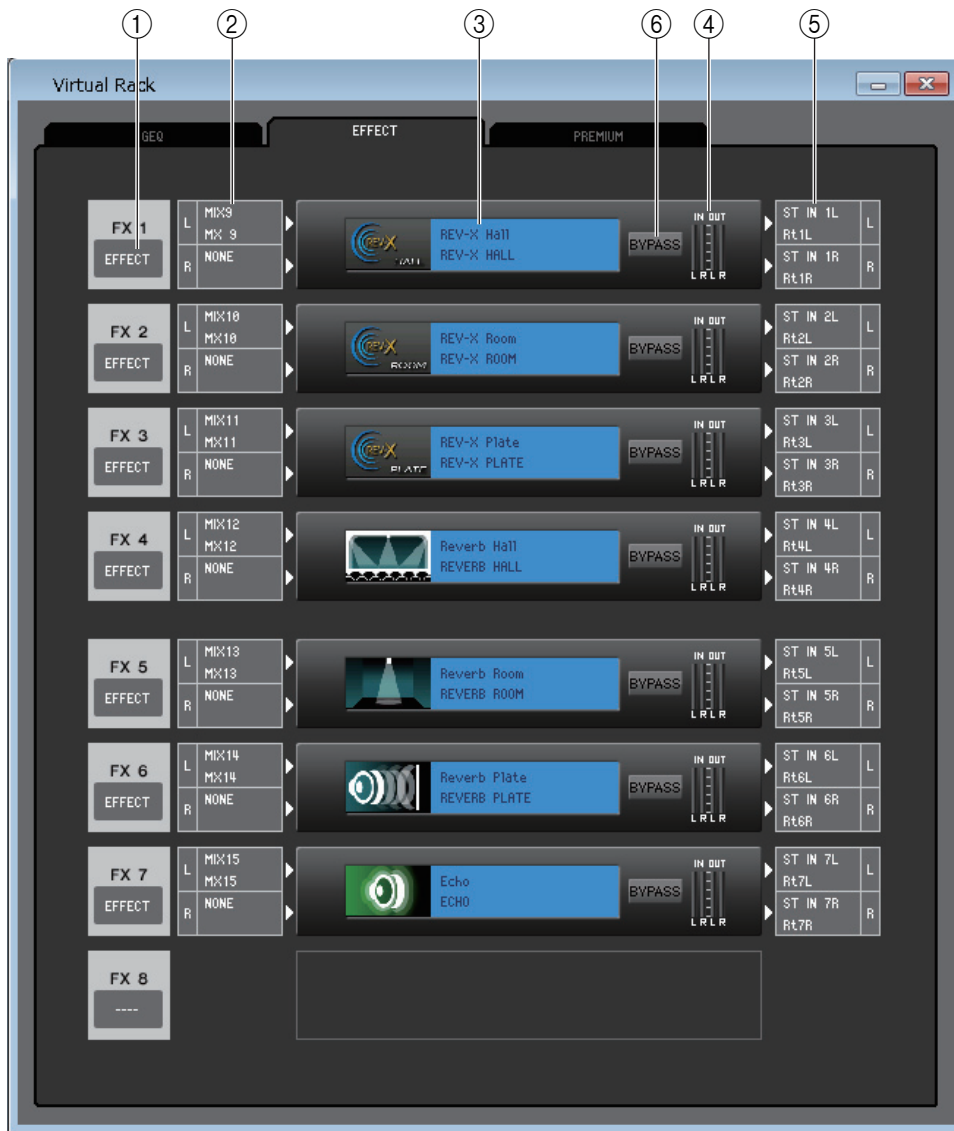 ① ② ③ ⑥ ④ ⑤
Virtual Rack
GEQ EFFECT PREMIUM
FX 1
EFFECT
L MIX9
MX 9
R NONE
REV-X HALL
REV-X Hall
REV-X HALL
BYPASS
IN OUT
L R L R
ST IN 1L L
Rt1L
ST IN 1R R
Rt1R
FX 2
EFFECT
L MIX10
MX10
R NONE
REV-X ROOM
REV-X Room
REV-X ROOM
BYPASS
IN OUT
L R L R
ST IN 2L L
Rt2L
ST IN 2R R
Rt2R
FX 3
EFFECT
L MIX11
MX11
R NONE
REV-X PLATE
REV-X Plate
REV-X PLATE
BYPASS
IN OUT
L R L R
ST IN 3L L
Rt3L
ST IN 3R R
Rt3R
FX 4
EFFECT
L MIX12
MX12
R NONE
Reverb Hall
REVERB HALL
BYPASS
IN OUT
L R L R
ST IN 4L L
Rt4L
ST IN 4R R
Rt4R
FX 5
EFFECT
L MIX13
MX13
R NONE
Reverb Room
REVERB ROOM
BYPASS
IN OUT
L R L R
ST IN 5L L
Rt5L
ST IN 5R R
Rt5R
FX 6
EFFECT
L MIX14
MX14
R NONE
Reverb Plate
REVERB PLATE
BYPASS
IN OUT
L R L R
ST IN 6L L
Rt6L
ST IN 6R R
Rt6R
FX 7
EFFECT
L MIX15
MX15
R NONE
Echo
ECHO
BYPASS
IN OUT
L R L R
ST IN 7L L
Rt7L
ST IN 7R R
Rt7R
FX 8
----